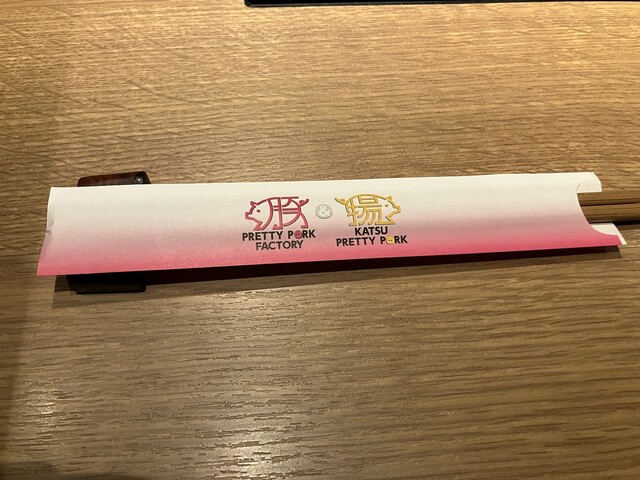 豚 & 揚
PRETTY PORK
FACTORY
KATSU
PRETTY PORK